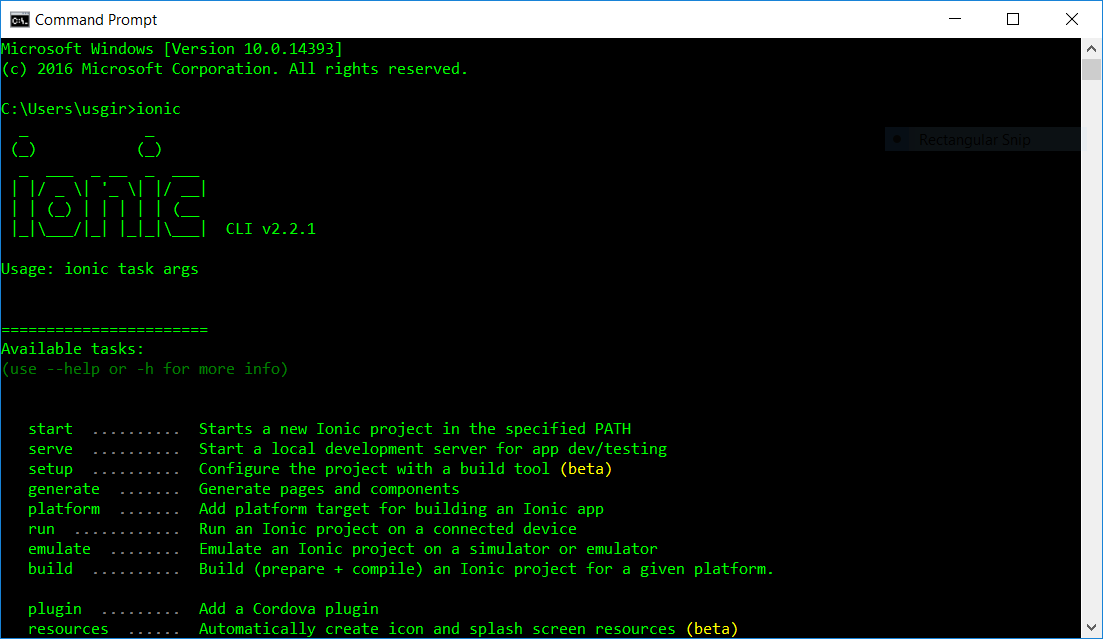 Command Prompt
Microsoft Windows [Version 10.0.14393]
(c) 2016 Microsoft Corporation. All rights reserved.
C:\Users\usgir>ionic
Rectangular Snip
ionic
CLI v2.2.1
Usage: ionic task args
=======================
Available tasks:
(use --help or -h for more info)
start .......... Starts a new Ionic project in the specified PATH
serve .......... Start a local development server for app dev/testing
setup .......... Configure the project with a build tool (beta)
generate ....... Generate pages and components
platform ....... Add platform target for building an Ionic app
run ............ Run an Ionic project on a connected device
emulate ........ Emulate an Ionic project on a simulator or emulator
build .......... Build (prepare + compile) an Ionic project for a given platform.
plugin ......... Add a Cordova plugin
resources ...... Automatically create icon and splash screen resources (beta)